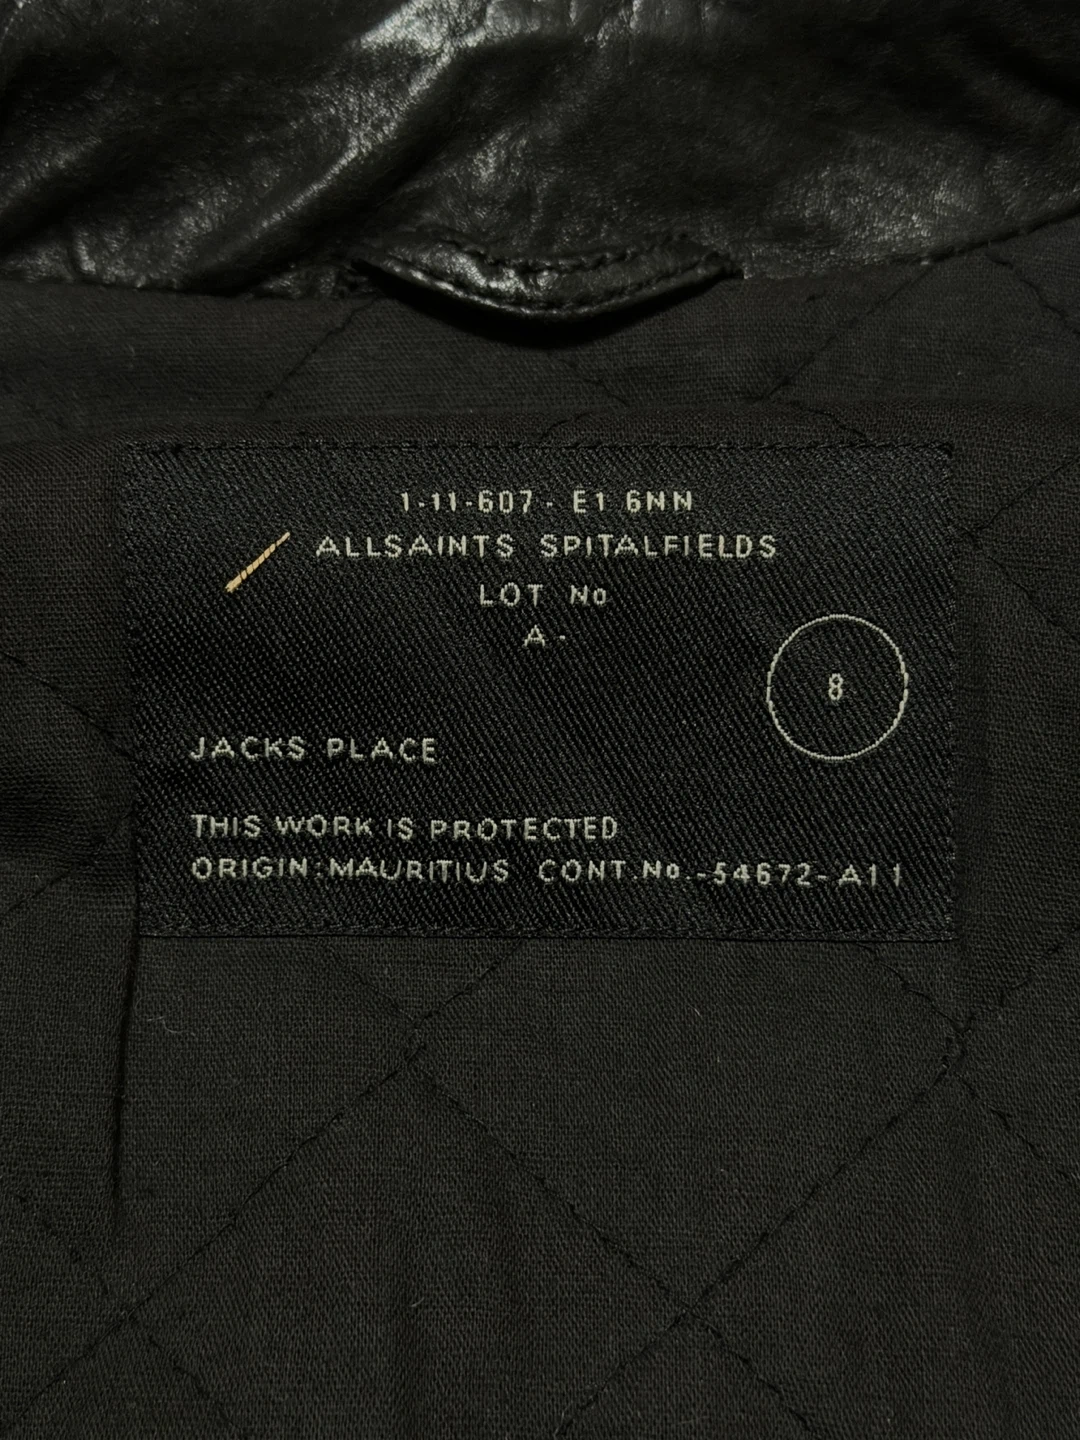 1-11-607- E1 6NN
ALLSAINTS SPITALFIELDS
LOT No
A-
8
JACKS PLACE
THIS WORK IS PROTECTED
ORIGIN:MAURITIUS CONT.No.-54672-A11